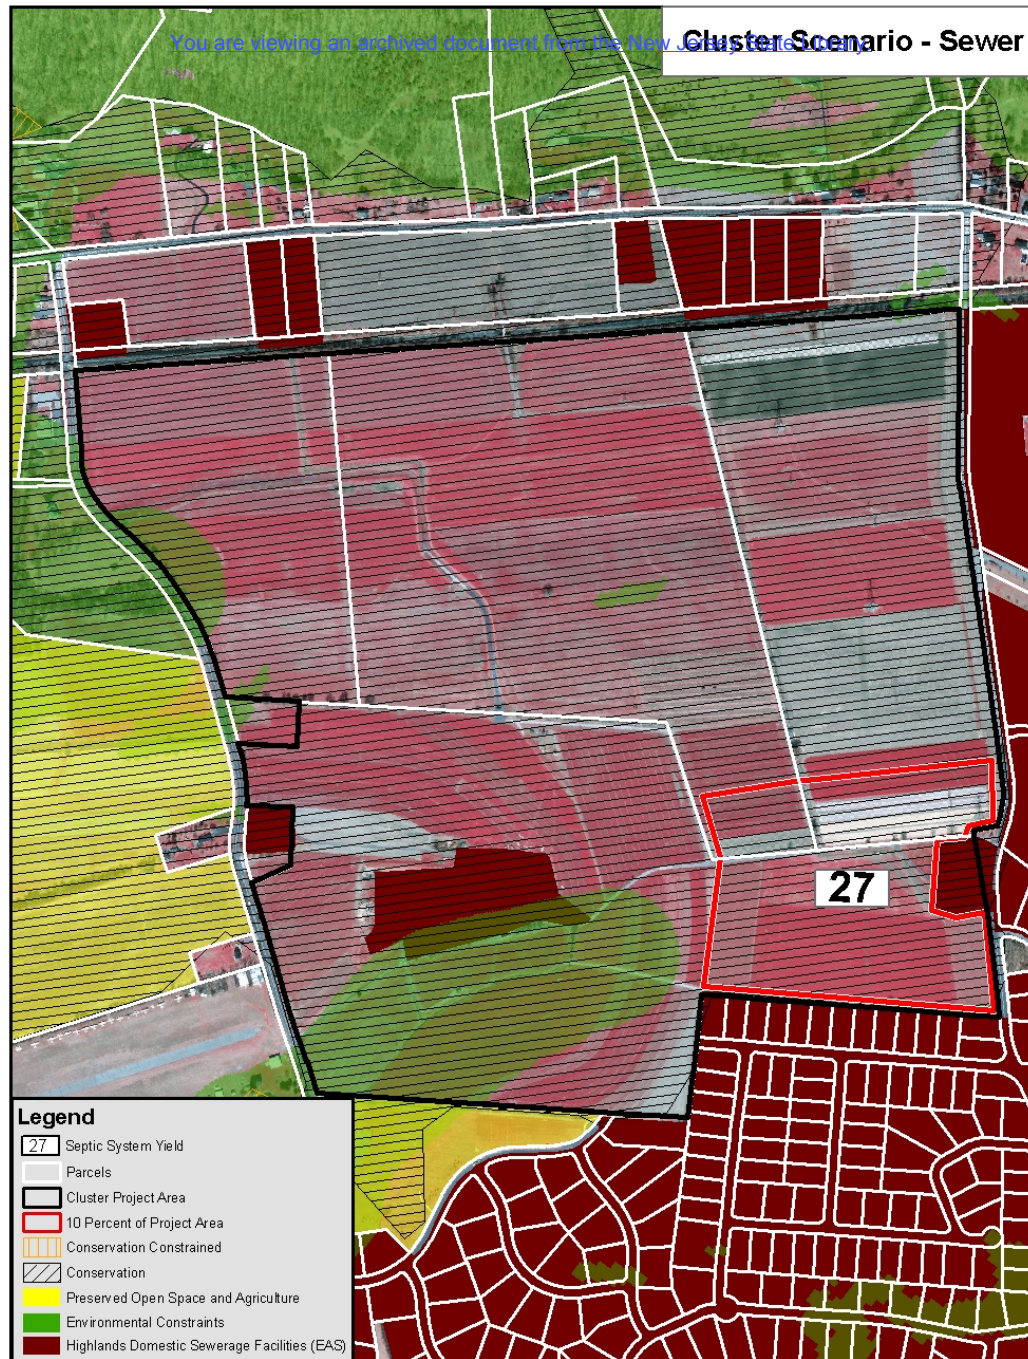 You are viewing an archived document from the New Jersey State Library.
Cluster Scenario - Sewer
27
Legend
27 Septic System Yield
Parcels
Cluster Project Area
10 Percent of Project Area
Conservation Constrained
Conservation
Preserved Open Space and Agriculture
Environmental Constraints
Highlands Domestic Sewerage Facilities (EAS)